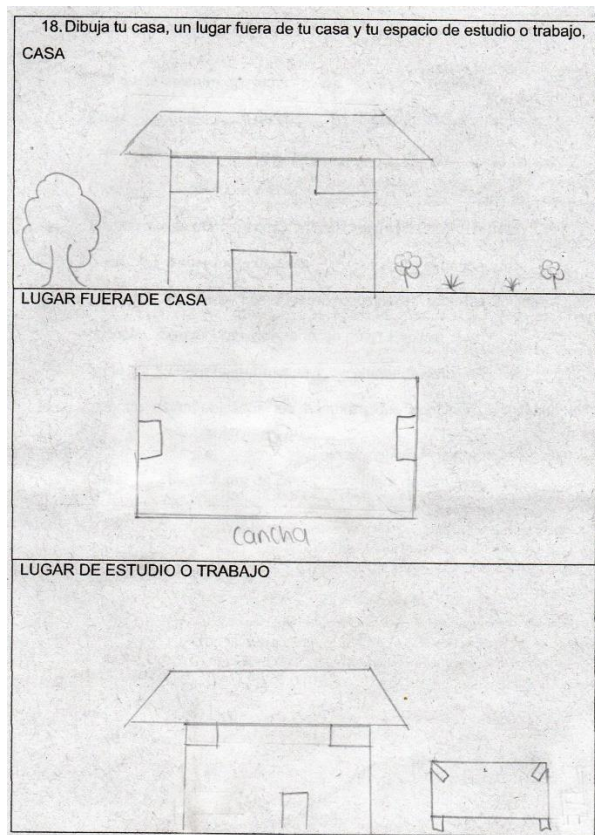 18. Dibuja tu casa, un lugar fuera de tu casa y tu espacio de estudio o trabajo,
CASA
LUGAR FUERA DE CASA
cancha
LUGAR DE ESTUDIO O TRABAJO